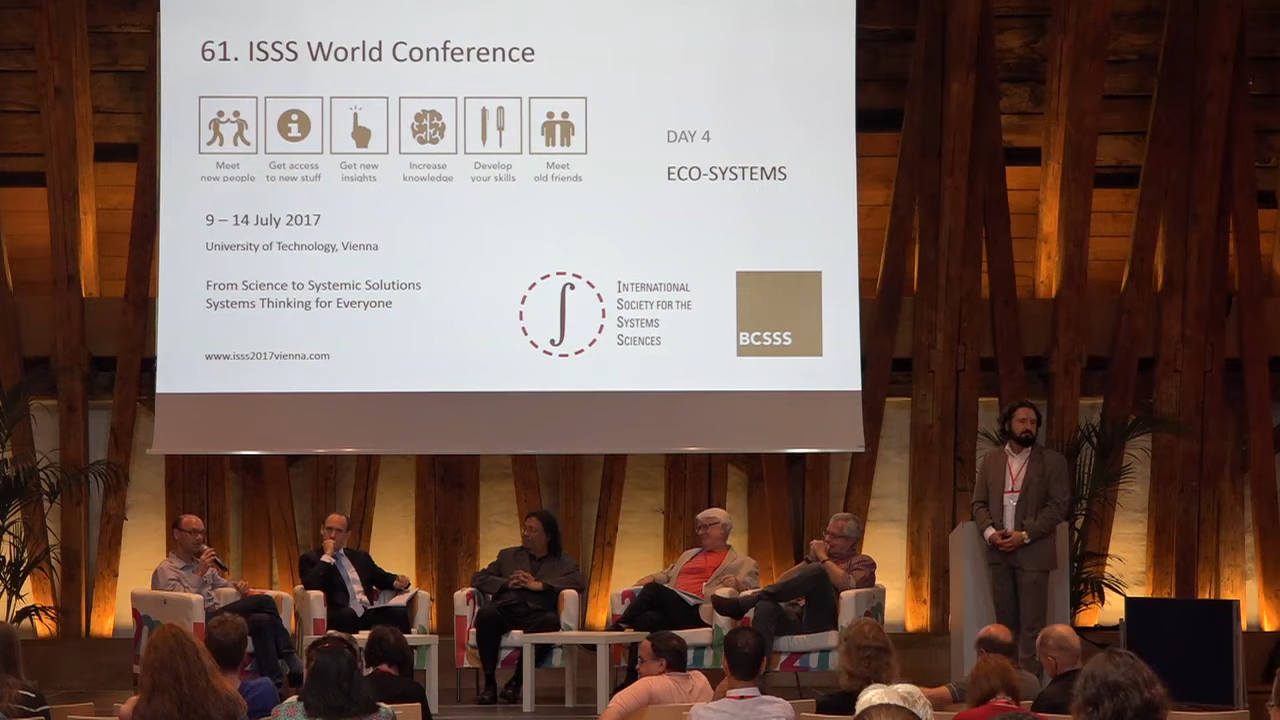 61. ISSS World Conference
Meet
new people
Get access
to new stuff
Get new
insights
Increase
knowledge
Develop
your skills
Meet
old friends
DAY 4
ECO-SYSTEMS
9 – 14 July 2017
University of Technology, Vienna
From Science to Systemic Solutions
Systems Thinking for Everyone
www.isss2017vienna.com
INTERNATIONAL
SOCIETY FOR THE
SYSTEMS
SCIENCES
BCSSS